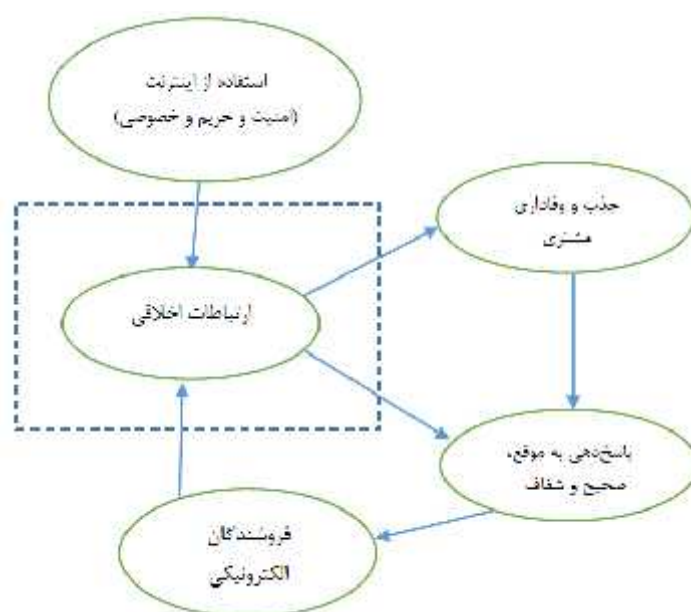 استفاده از اینترنت
(امنیت و حریم و خصوصی)
جذب و وفاداری
مشتری
ارتباطات اخلاقی
پاسخ‌دهی به موقع،
صحیح و شفاف
فروشندگان
الکترونیکی